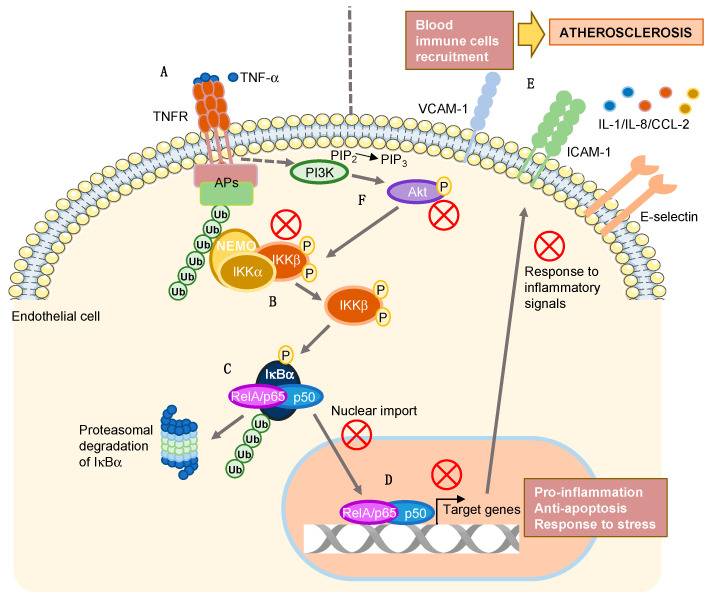 Blood
immune cells
recruitment
ATHEROSCLEROSIS
A
TNF-α
TNFR
VCAM-1
E
IL-1/IL-8/CCL-2
ICAM-1
E-selectin
APs
PI3K
PIP2
PIP3
Akt
P
F
Ub
Ub
Ub
Ub
Ub
NEMO
IKKα
IKKβ
P
P
B
IKKβ
P
P
Response to
inflammatory
signals
Endothelial cell
C
P
IκBα
RelA/p65
p50
Ub
Ub
Ub
Ub
Proteasomal
degradation
of IκBα
Nuclear import
D
RelA/p65
p50
Target genes
Pro-inflammation
Anti-apoptosis
Response to stress